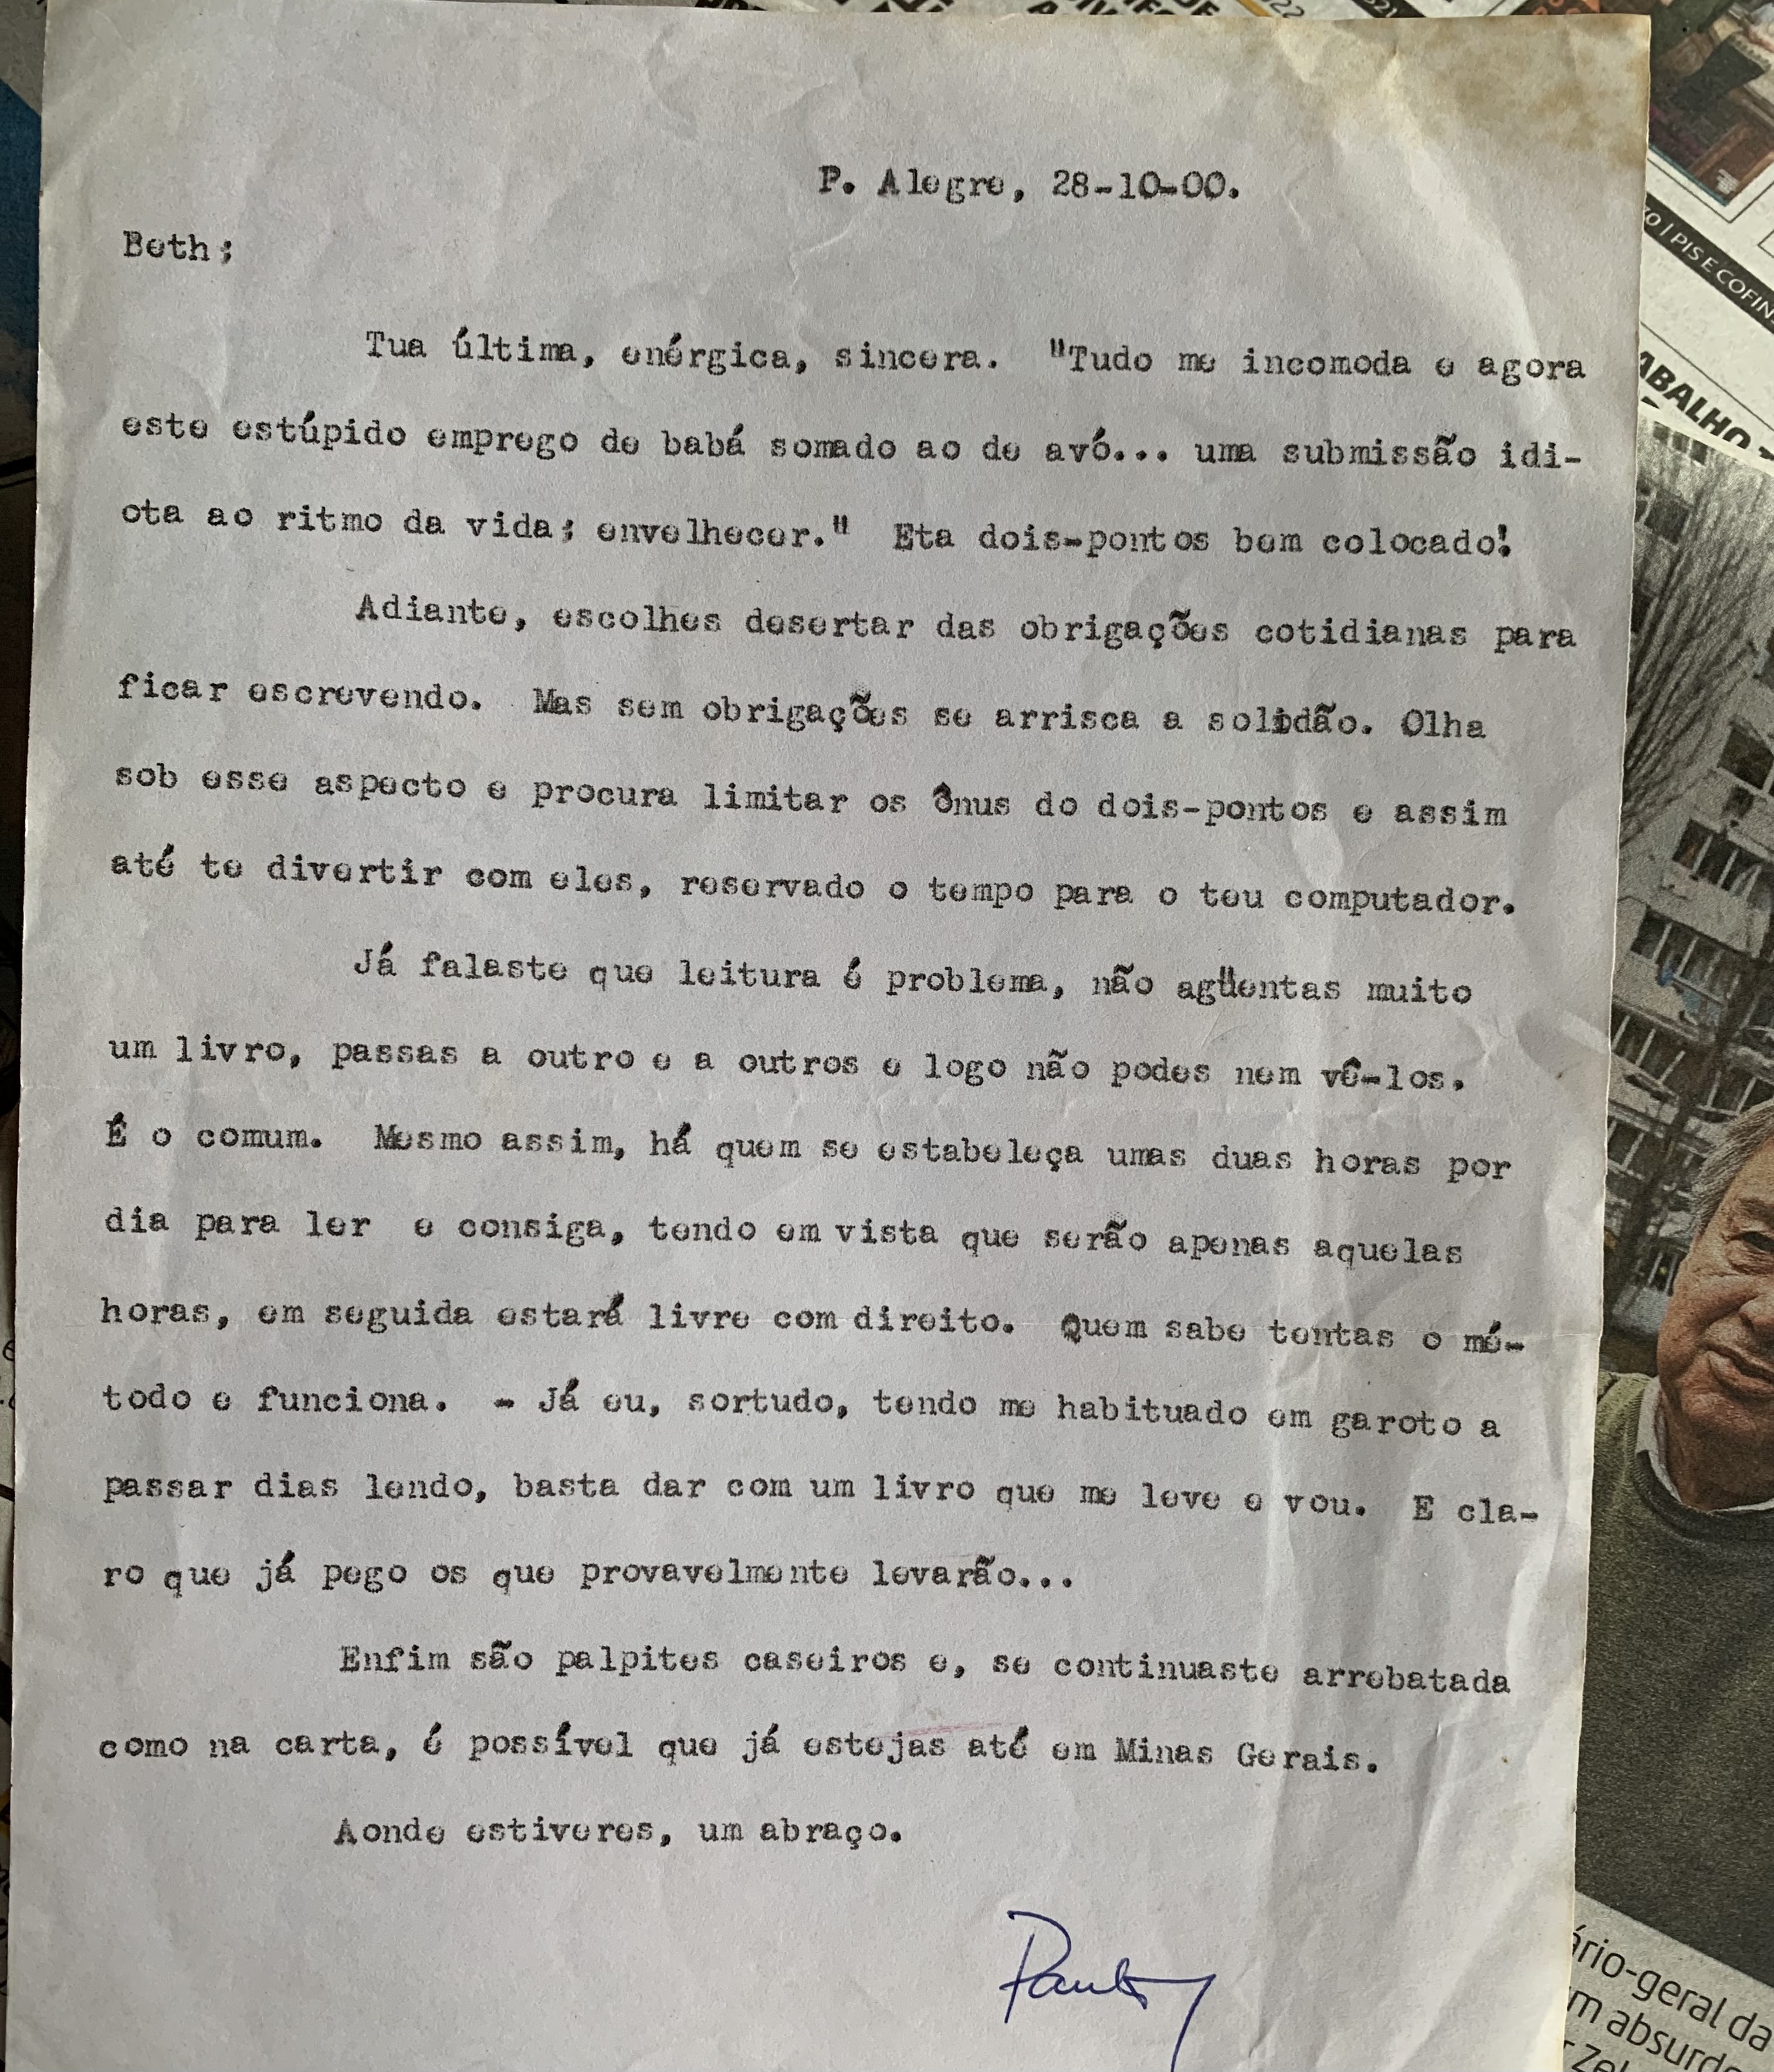 P. Alegre, 28-10-00.
Beth:
Tua última, enérgica, sincera. "Tudo me incomoda e agora
este estúpido emprego de babá somado ao de avó... uma submissão idi-
ota ao ritmo da vida: envelhecer." Eta dois-pontos bem colocado!
Adiante, escolhes desertar das obrigações cotidianas para
ficar escrevendo. Mas sem obrigações se arrisca a solidão. Olha
sob esse aspecto e procura limitar os ônus do dois-pontos e assim
até te divertir com eles, reservado o tempo para o teu computador.
Já falaste que leitura é problema, não agüentas muito
um livro, passas a outro e a outros e logo não podes nem vê-los.
É o comum. Mesmo assim, há quem se estabeleça umas duas horas por
dia para ler e consiga, tendo em vista que serão apenas aquelas
horas, em seguida estará livre com direito. Quem sabe tentas o mé-
todo e funciona. - Já eu, sortudo, tendo me habituado em garoto a
passar dias lendo, basta dar com um livro que me leve e vou. E cla-
ro que já pego os que provavelmente levarão...
Enfim são palpites caseiros e, se continuaste arrebatada
como na carta, é possível que já estejas até em Minas Gerais.
Aonde estiveres, um abraço.
PIS E COFINS
ABALHO
ário-geral da
m absurdo